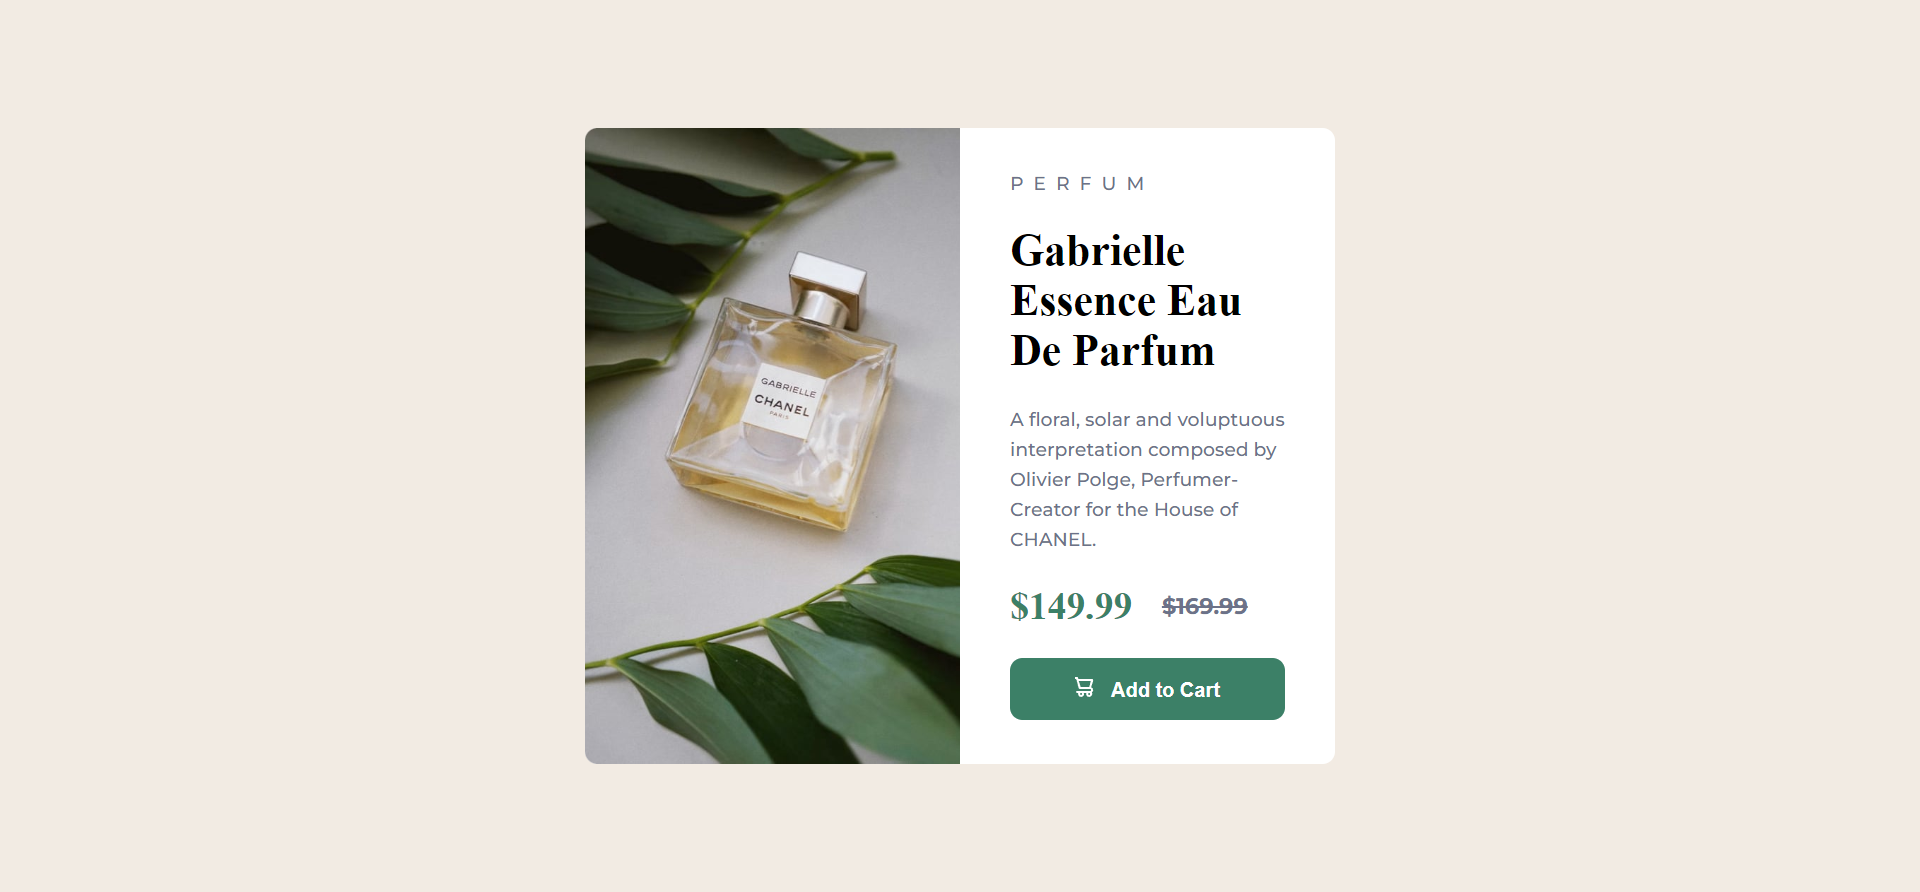 GABRIELLE
CHANEL
PARIS
PERFUM
Gabrielle
Essence Eau
De Parfum
A floral, solar and voluptuous
interpretation composed by
Olivier Polge, Perfumer-
Creator for the House of
CHANEL.
$149.99 $169.99
Add to Cart